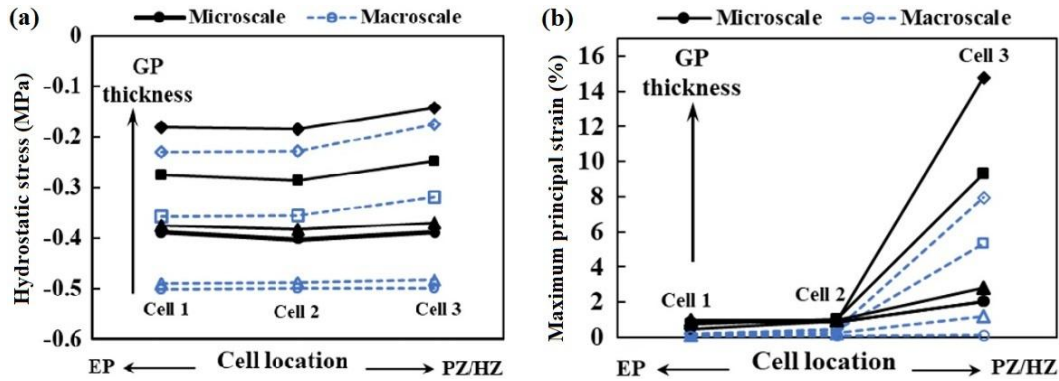 (a)
Microscale
Macroscale
Hydrostatic stress (MPa)
0
-0.1
-0.2
-0.3
-0.4
-0.5
-0.6
GP
thickness
Cell 1
Cell 2
Cell 3
EP
Cell location
PZ/HZ
(b)
Microscale
Macroscale
Maximum principal strain (%)
16
14
12
10
8
6
4
2
0
GP
thickness
Cell 1
Cell 2
Cell 3
EP
Cell location
PZ/HZ